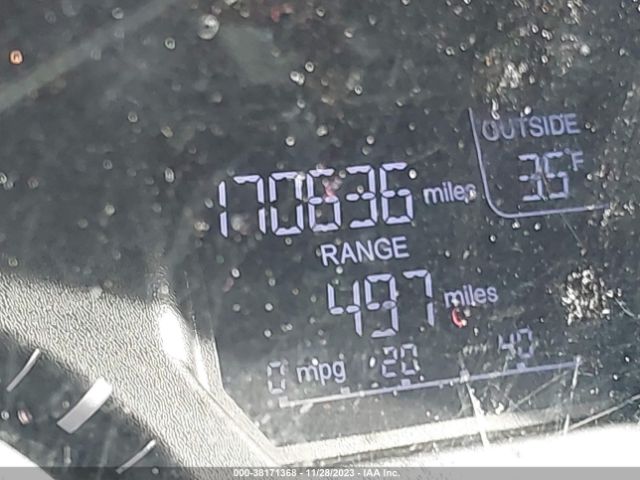 OUTSIDE
35°F
170636 miles
RANGE
497 miles
0 mpg 20 40
000-38171368 - 11/28/2023 - IAA Inc.